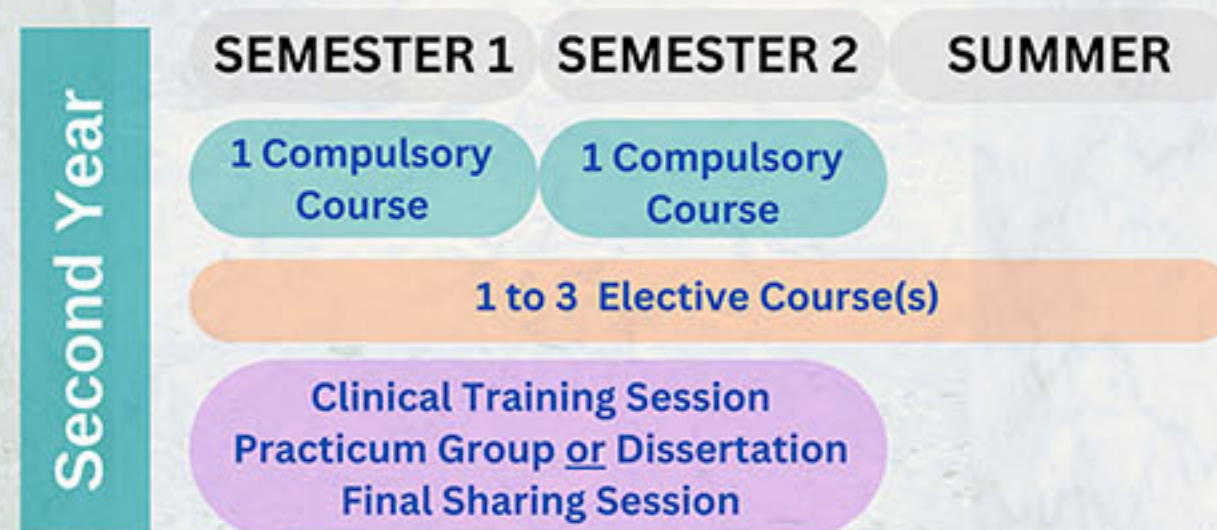 Second Year
SEMESTER 1
SEMESTER 2
SUMMER
1 Compulsory
Course
1 Compulsory
Course
1 to 3 Elective Course(s)
Clinical Training Session
Practicum Group or Dissertation
Final Sharing Session